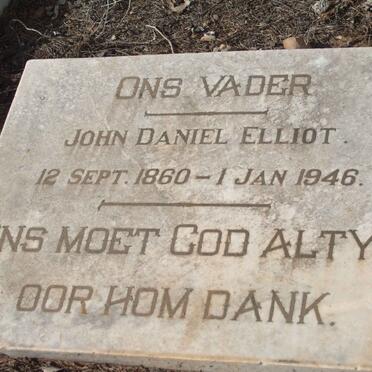 ONS VADER
JOHN DANIEL ELLIOT.
12 SEPT. 1860 – 1 JAN 1946.
NS MOET GOD ALTY
OOR HOM DANK.